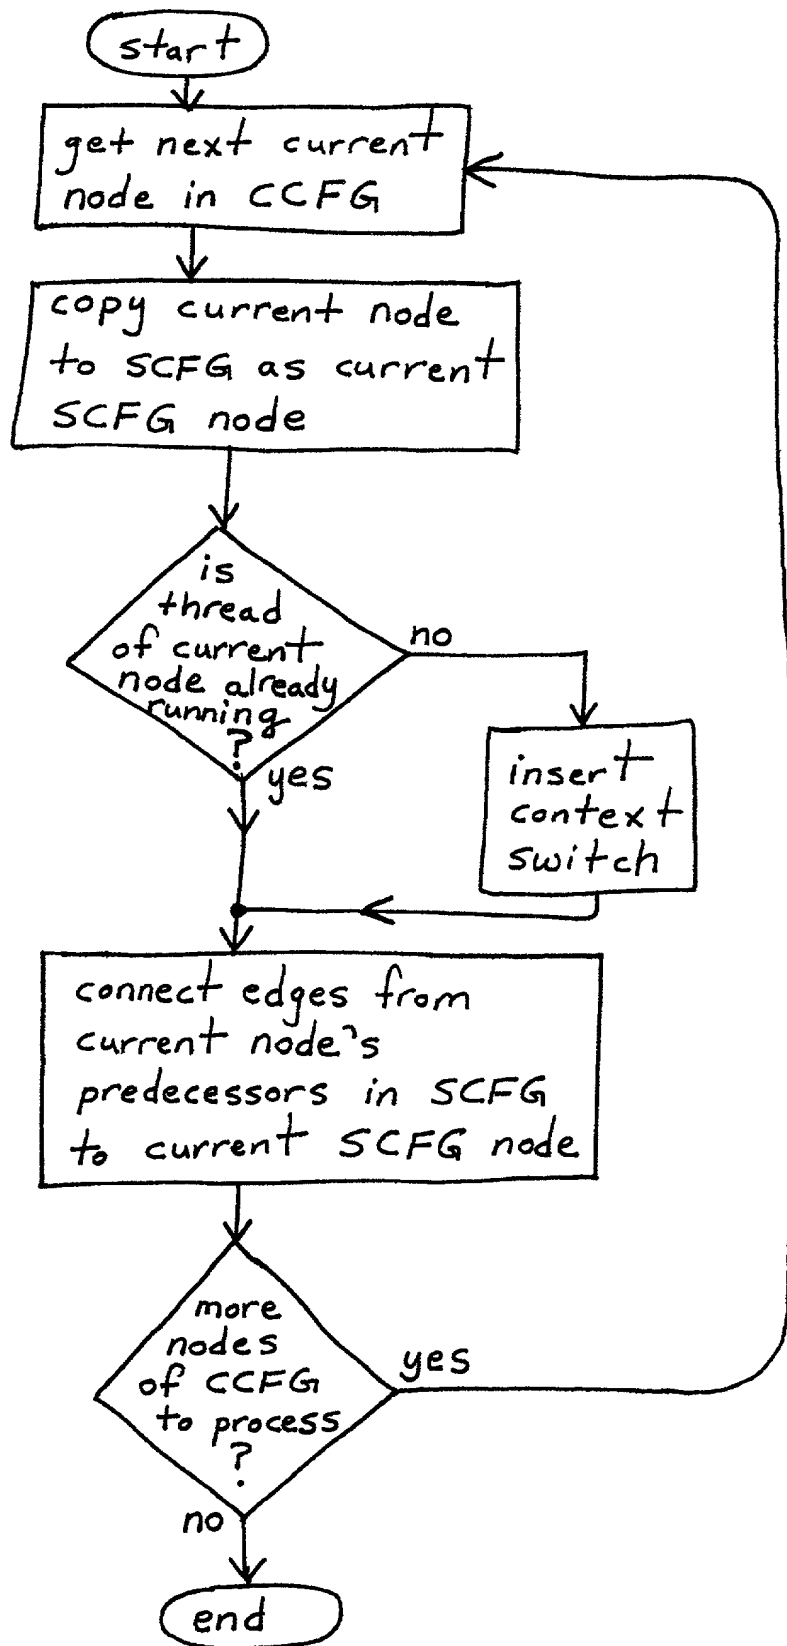 start
get next current
node in CCFG
copy current node
to SCFG as current
SCFG node
is
thread
of current
node already
running
?
no
yes
insert
context
switch
connect edges from
current node's
predecessors in SCFG
to current SCFG node
more
nodes
of CCFG
to process
?
yes
no
end